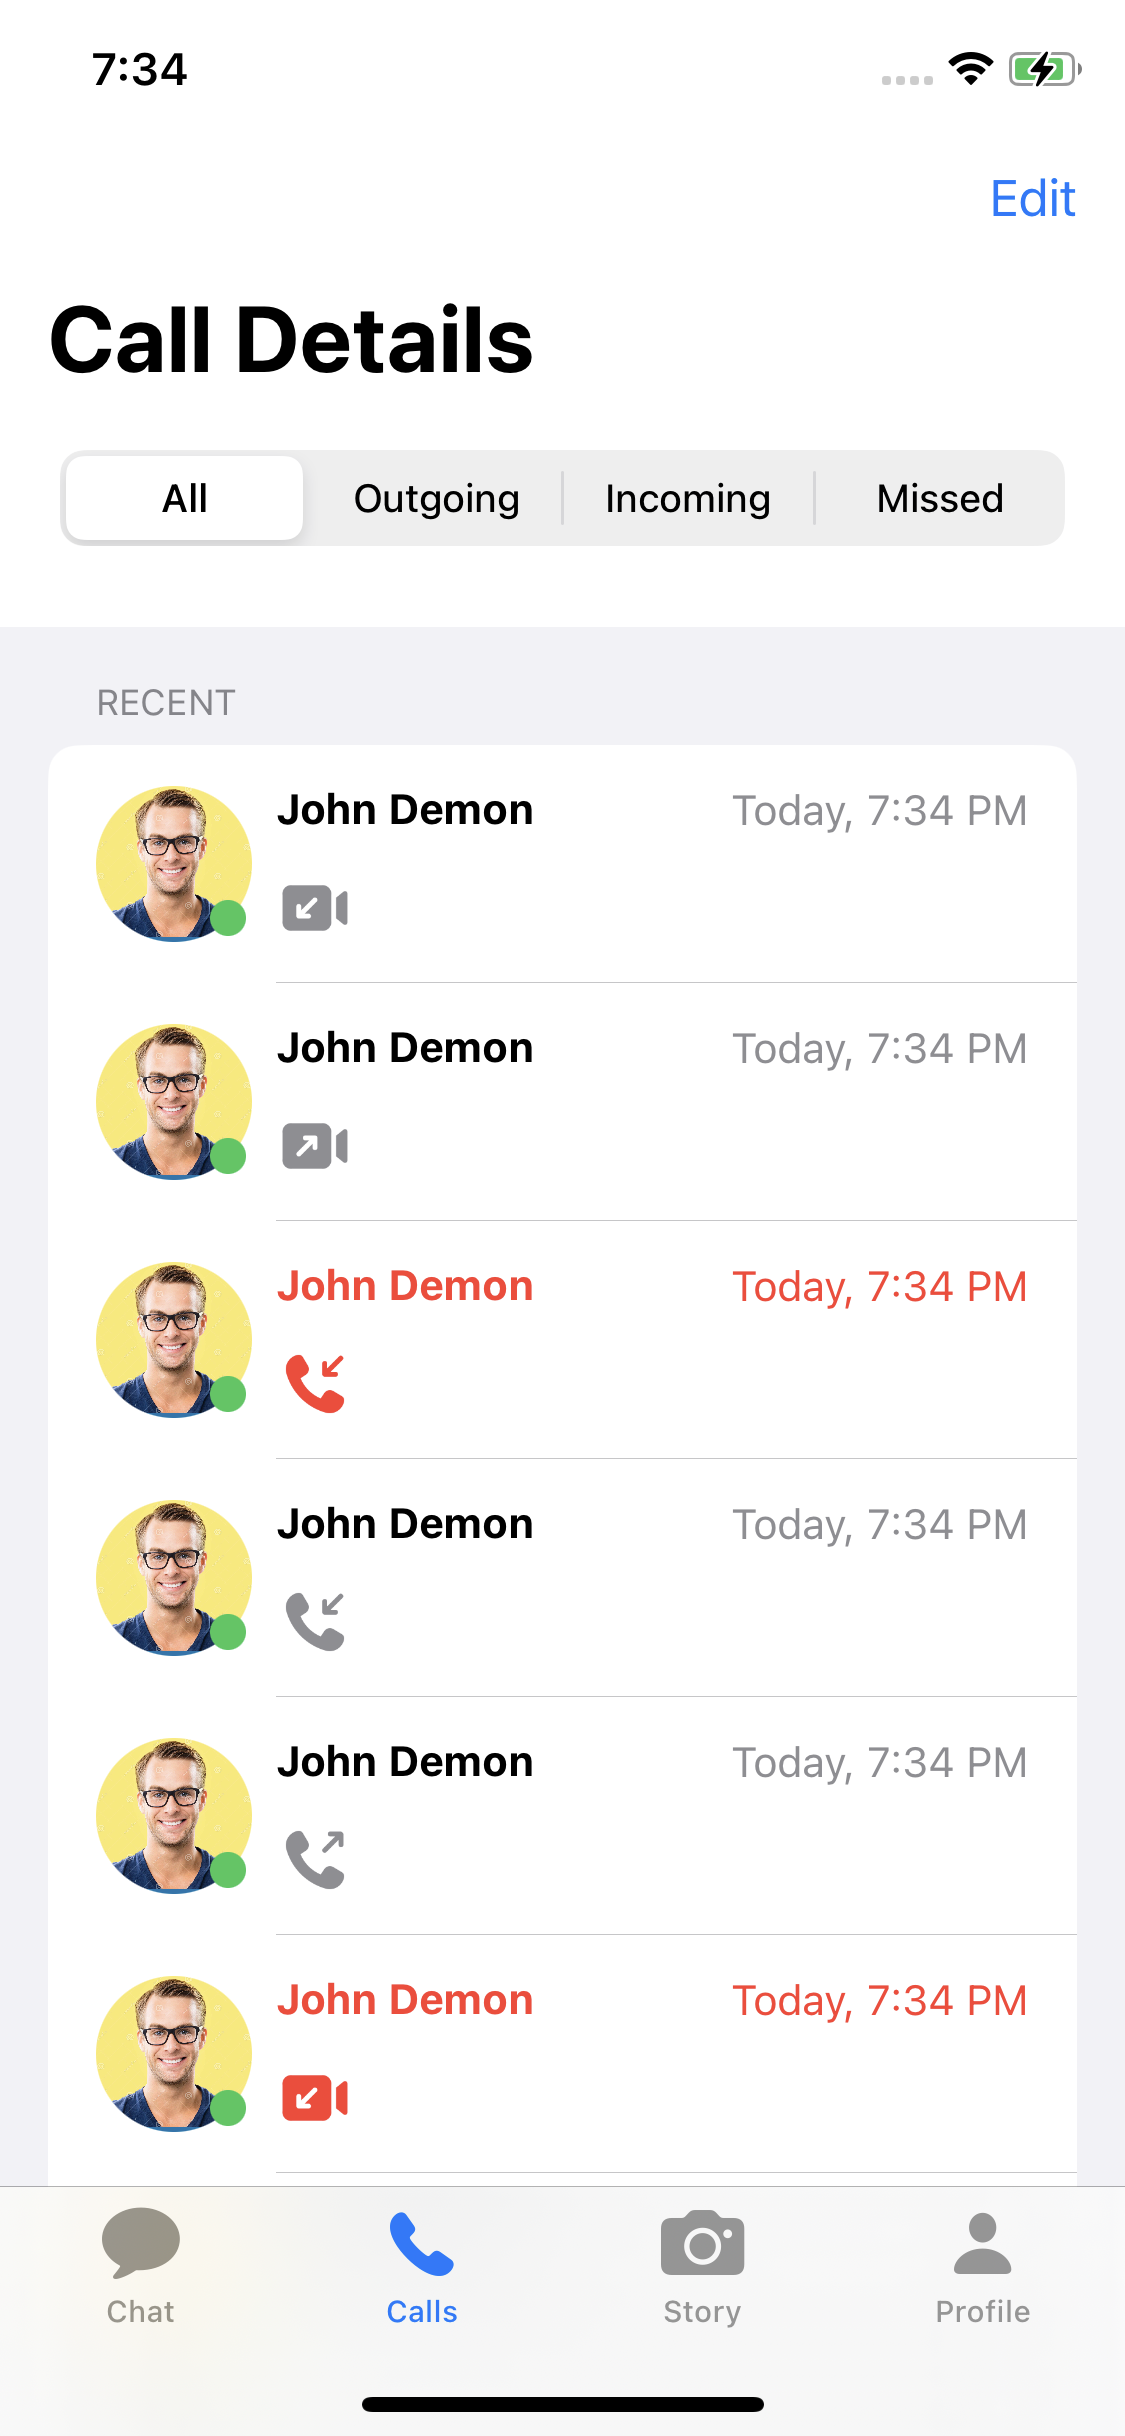 7:34
Edit
Call Details
All Outgoing Incoming Missed
RECENT
John Demon Today, 7:34 PM
John Demon Today, 7:34 PM
John Demon Today, 7:34 PM
John Demon Today, 7:34 PM
John Demon Today, 7:34 PM
John Demon Today, 7:34 PM
Chat Calls Story Profile